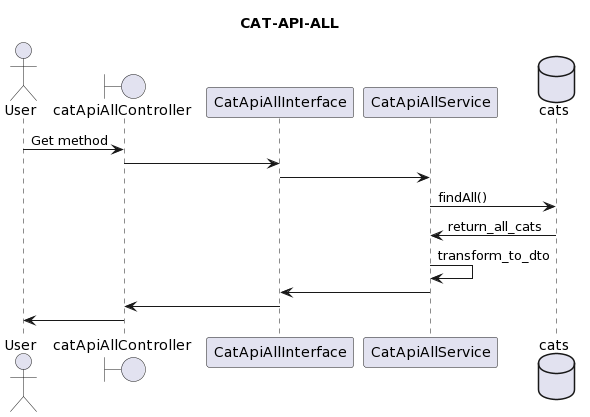 CAT-API-ALL
User
catApiAllController
CatApiAllInterface
CatApiAllService
cats
Get method
findAll()
return_all_cats
transform_to_dto
User
catApiAllController
CatApiAllInterface
CatApiAllService
cats